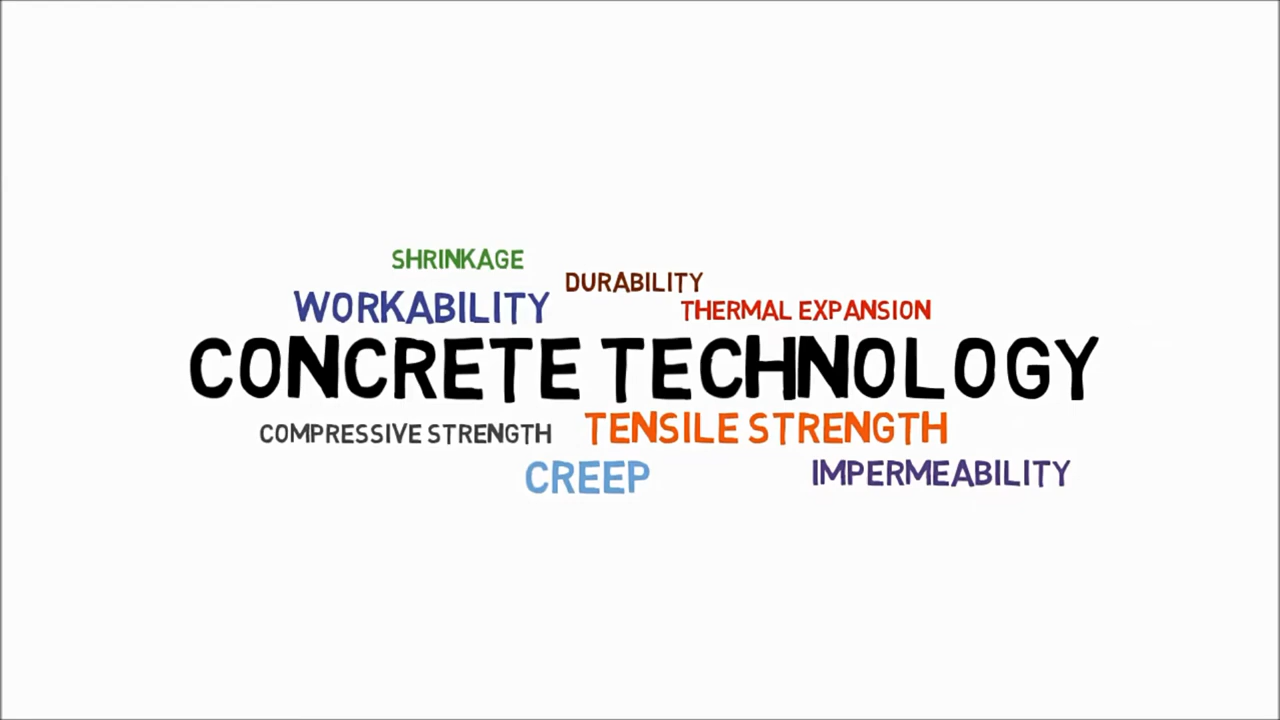 SHRINKAGE
DURABILITY
WORKABILITY
THERMAL EXPANSION
CONCRETE TECHNOLOGY
COMPRESSIVE STRENGTH
TENSILE STRENGTH
CREEP
IMPERMEABILITY